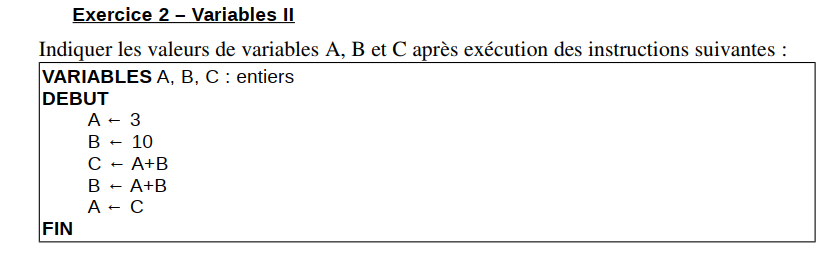 Exercice 2 – Variables II
Indiquer les valeurs de variables A, B et C après exécution des instructions suivantes :
VARIABLES A, B, C : entiers
DEBUT
A ← 3
B ← 10
C ← A+B
B ← A+B
A ← C
FIN